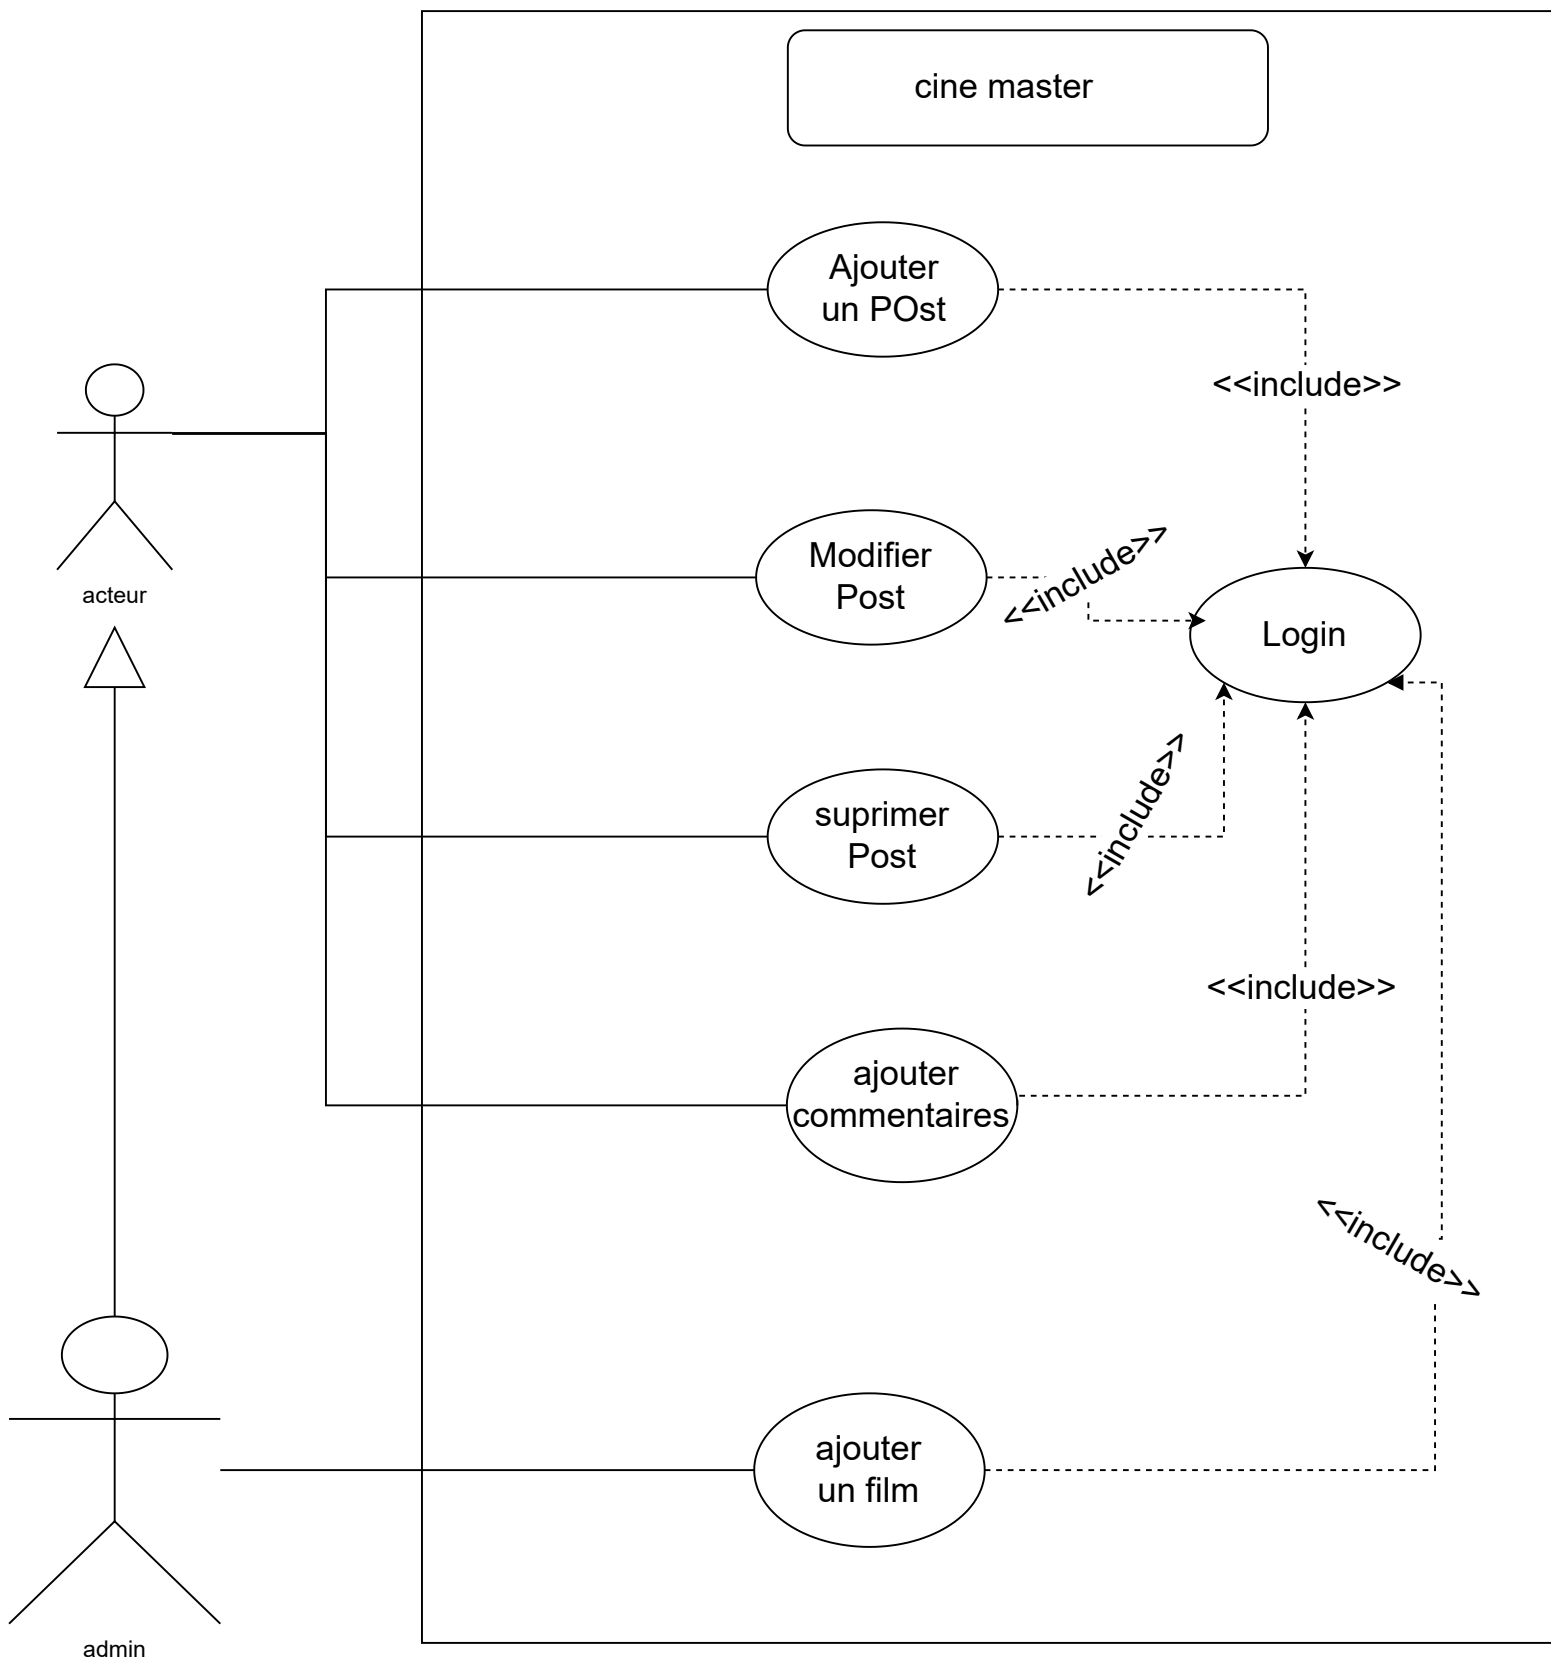 cine master
Ajouter
un POst
<<include>>
acteur
Modifier
Post
<<include>>
Login
suprimer
Post
<<include>>
<<include>>
ajouter
commentaires
<<include>>
ajouter
un film
admin